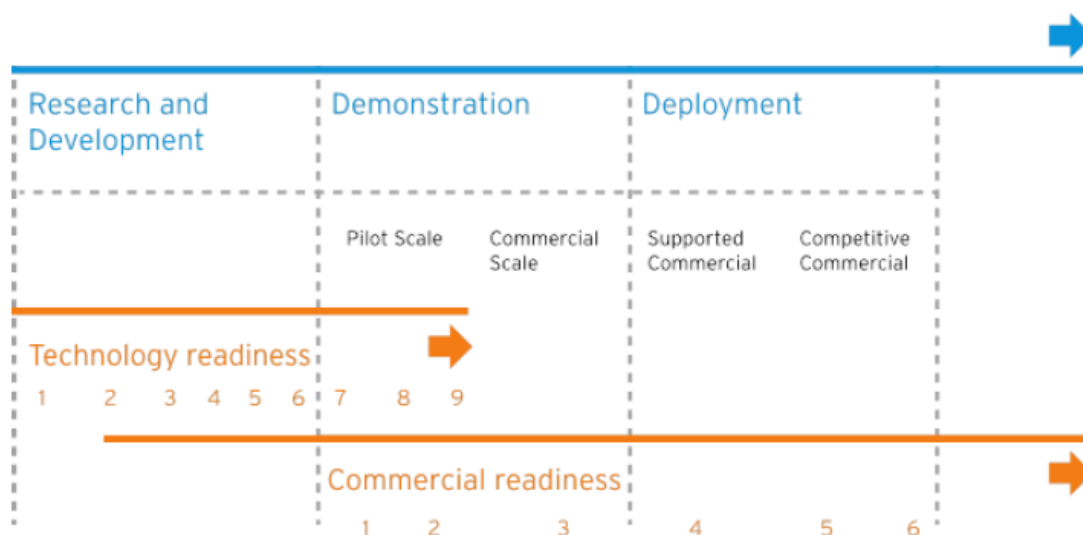 Research and
Development
Demonstration
Deployment
Pilot Scale
Commercial
Scale
Supported
Commercial
Competitive
Commercial
Technology readiness
1 2 3 4 5 6 7 8 9
Commercial readiness
1 2 3 4 5 6